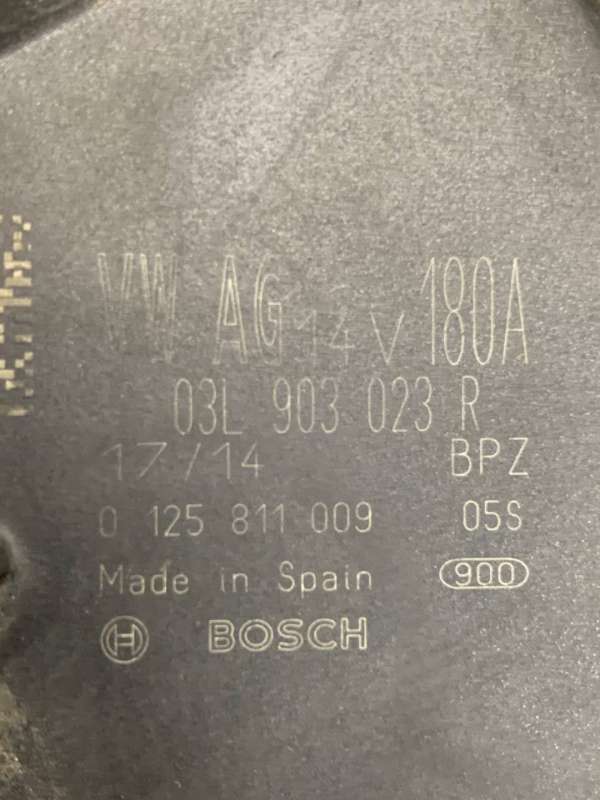 VW AG 14 V 180A
03L 903 023 R
17/14 BPZ
0 125 811 009 05S
Made in Spain 900
BOSCH